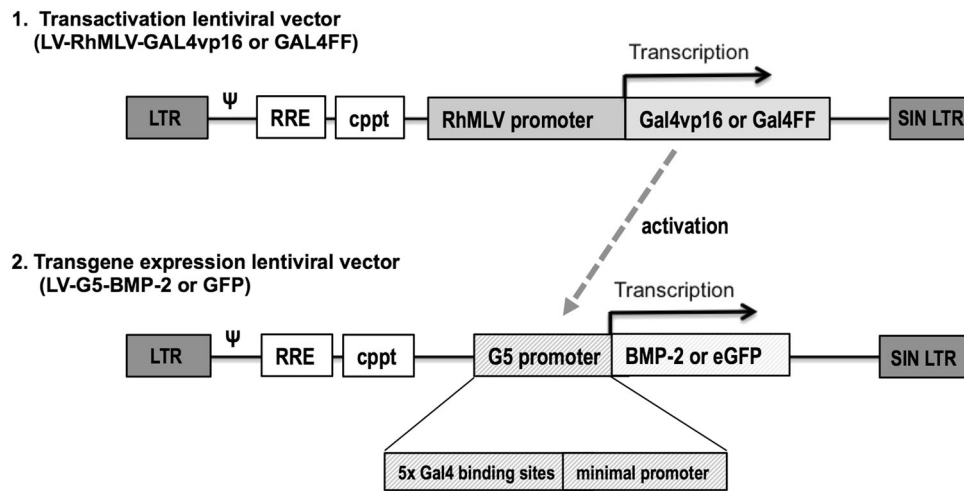 1. Transactivation lentiviral vector
(LV-RhMLV-GAL4vp16 or GAL4FF)
Transcription
LTR ψ RRE cppt RhMLV promoter Gal4vp16 or Gal4FF SIN LTR
activation
2. Transgene expression lentiviral vector
(LV-G5-BMP-2 or GFP)
Transcription
LTR ψ RRE cppt G5 promoter BMP-2 or eGFP SIN LTR
5x Gal4 binding sites minimal promoter